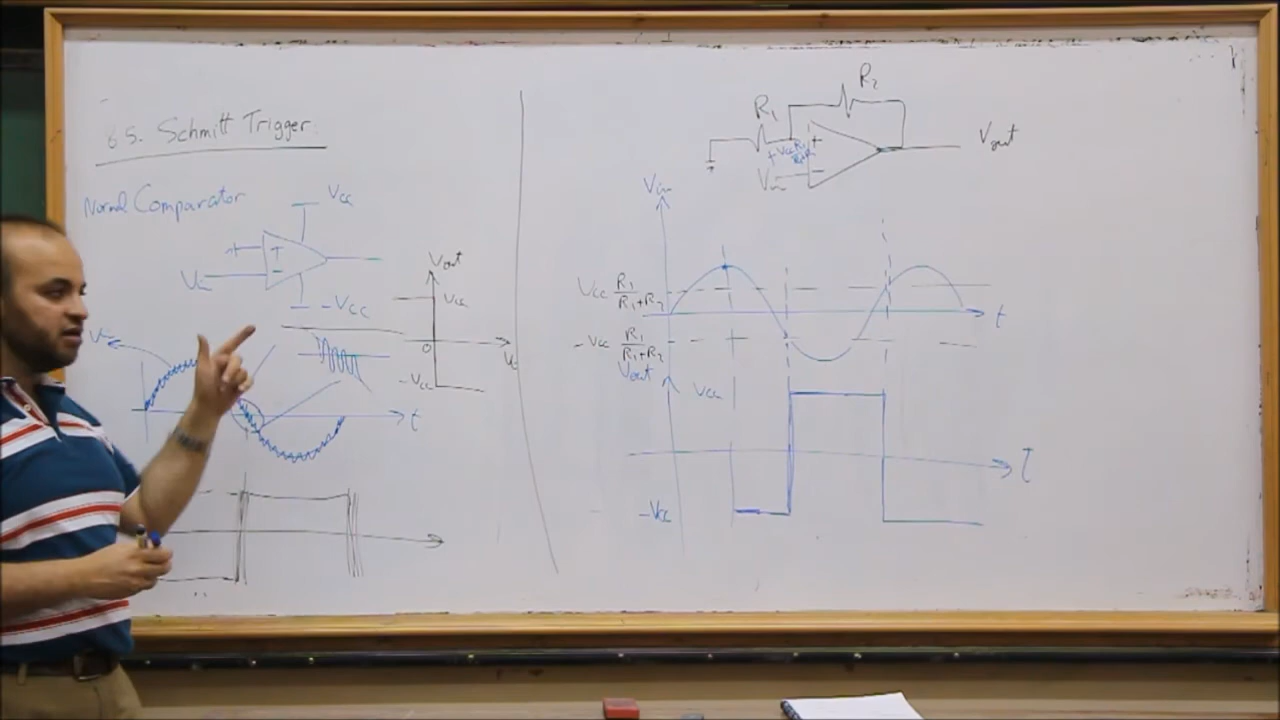 6.5. Schmitt Trigger:
Normal Comparator
Vcc
+
Vin
-
-Vcc
Vout
Vcc
0
-Vcc
t
R2
R1
+
Vout
Vin
-
Vin
Vcc R1/R1+R2
t
-Vcc R1/R1+R2
Vout
Vcc
t
-Vcc